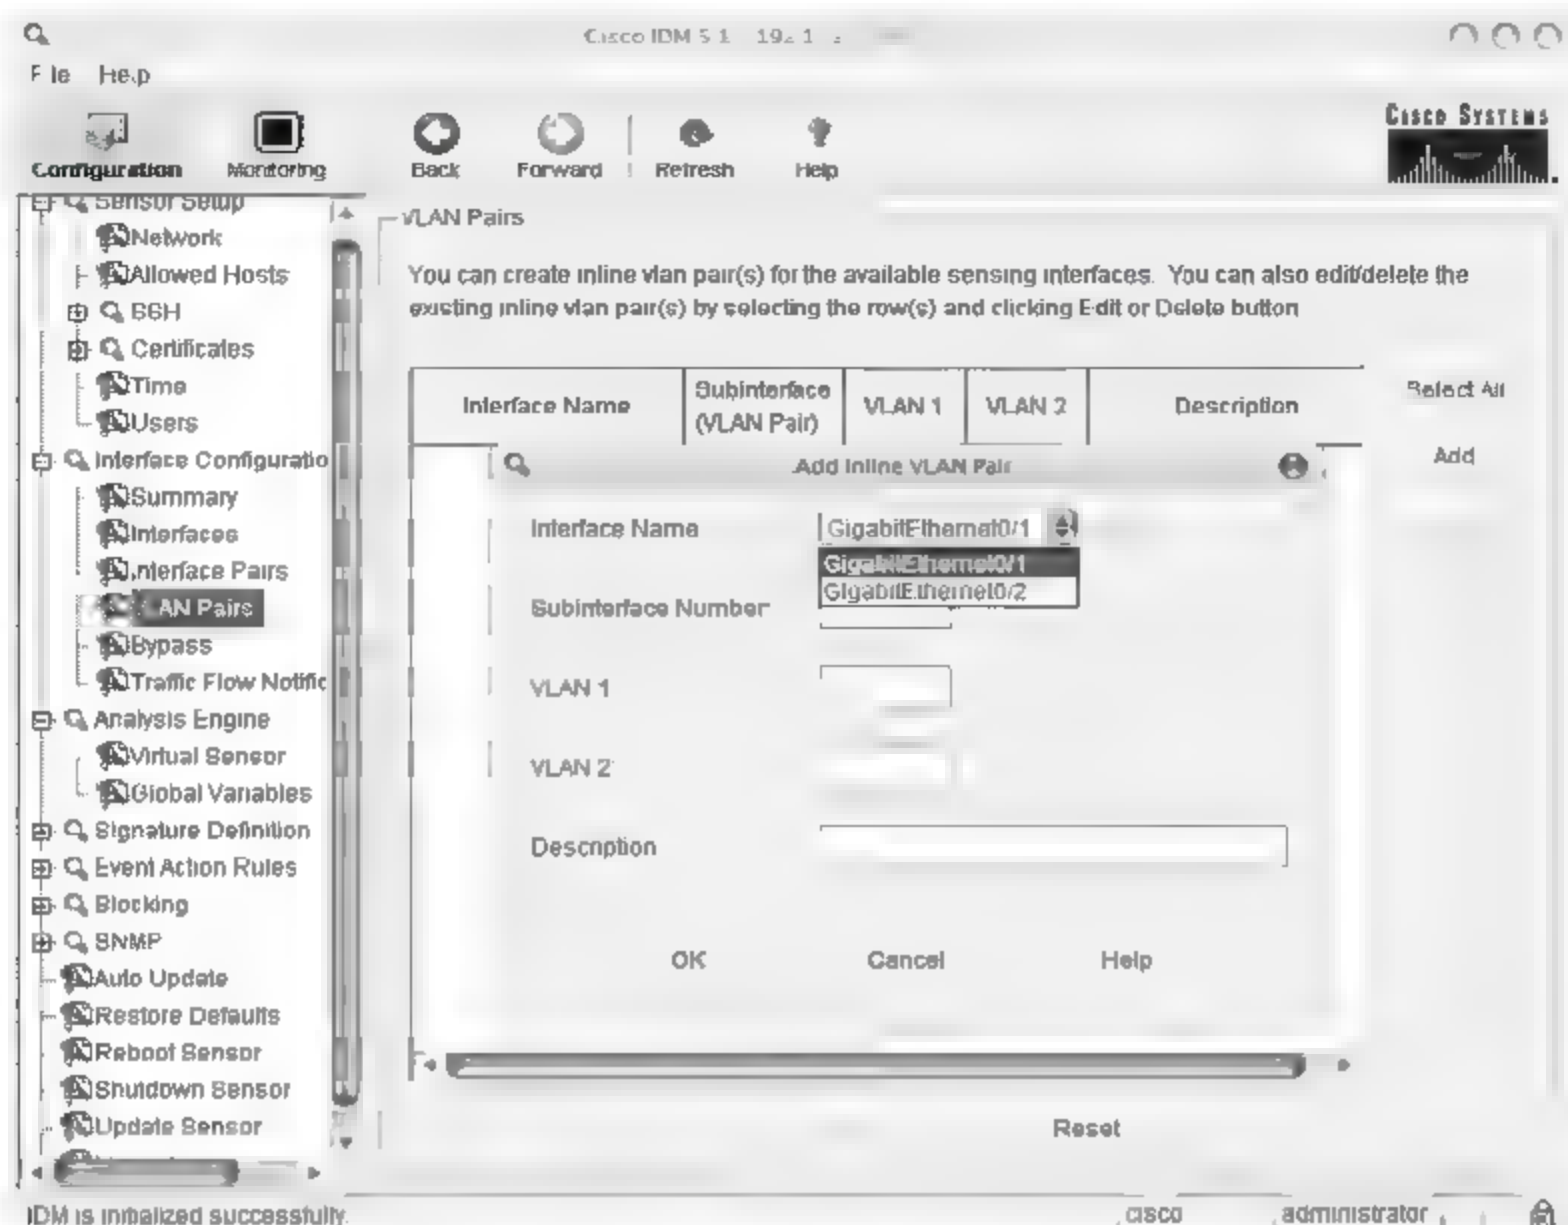 Cisco IDM 5.1
File Help
CISCO SYSTEMS
Configuration Monitoring Back Forward Refresh Help
Sensor Setup
Network
Allowed Hosts
SSH
Certificates
Time
Users
Interface Configuratio
Summary
Interfaces
Interface Pairs
LAN Pairs
Bypass
Traffic Flow Notific
Analysis Engine
Virtual Sensor
Global Variables
Signature Definition
Event Action Rules
Blocking
SNMP
Auto Update
Restore Defaults
Reboot Sensor
Shutdown Sensor
Update Sensor
VLAN Pairs
You can create inline vlan pair(s) for the available sensing interfaces. You can also edit/delete the
existing inline vlan pair(s) by selecting the row(s) and clicking Edit or Delete button
Interface Name Subinterface (VLAN Pair) VLAN 1 VLAN 2 Description
Select All
Add
Add Inline VLAN Pair
Interface Name GigabitEthernet0/1
GigabitEthernet0/1
GigabitEthernet0/2
Subinterface Number
VLAN 1
VLAN 2
Description
OK Cancel Help
Reset
IDM is initialized successfully. cisco administrator